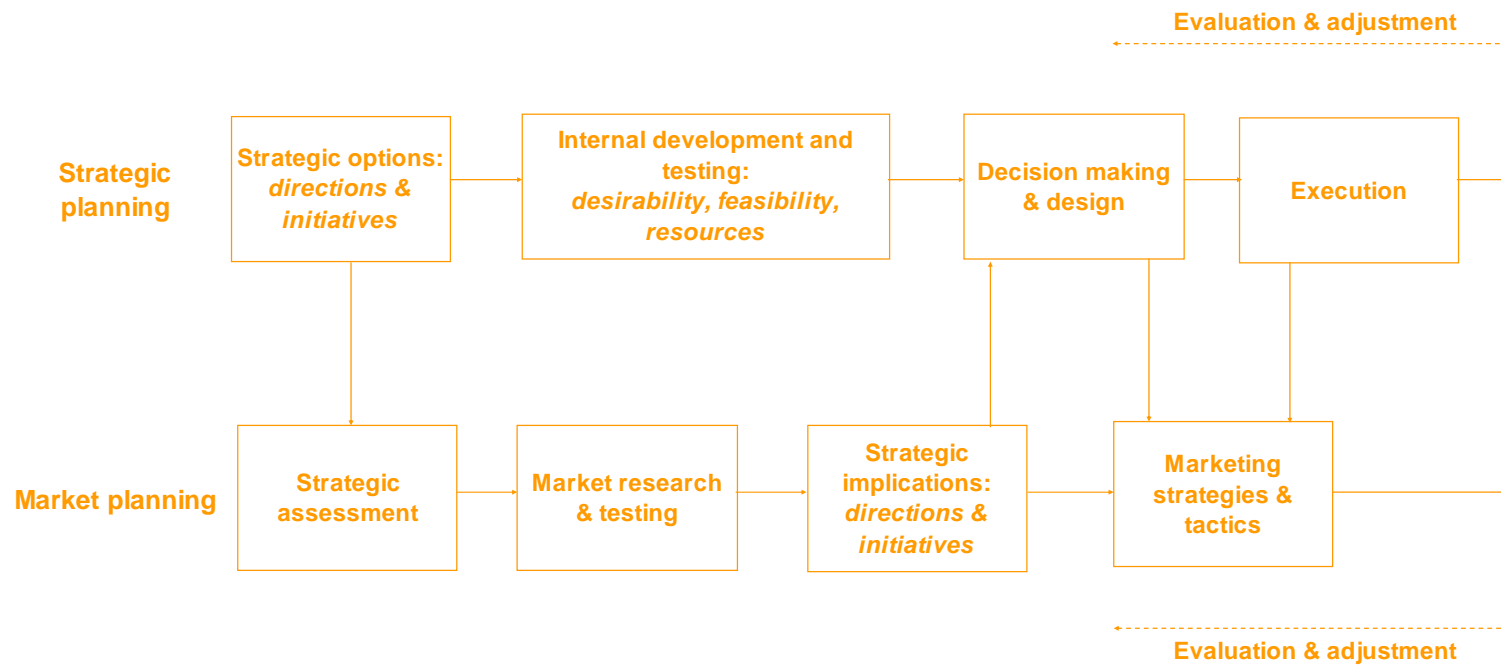 Evaluation & adjustment
Strategic
planning
Strategic options:
directions &
initiatives
Internal development and
testing:
desirability, feasibility,
resources
Decision making
& design
Execution
Market planning
Strategic
assessment
Market research
& testing
Strategic
implications:
directions &
initiatives
Marketing
strategies &
tactics
Evaluation & adjustment